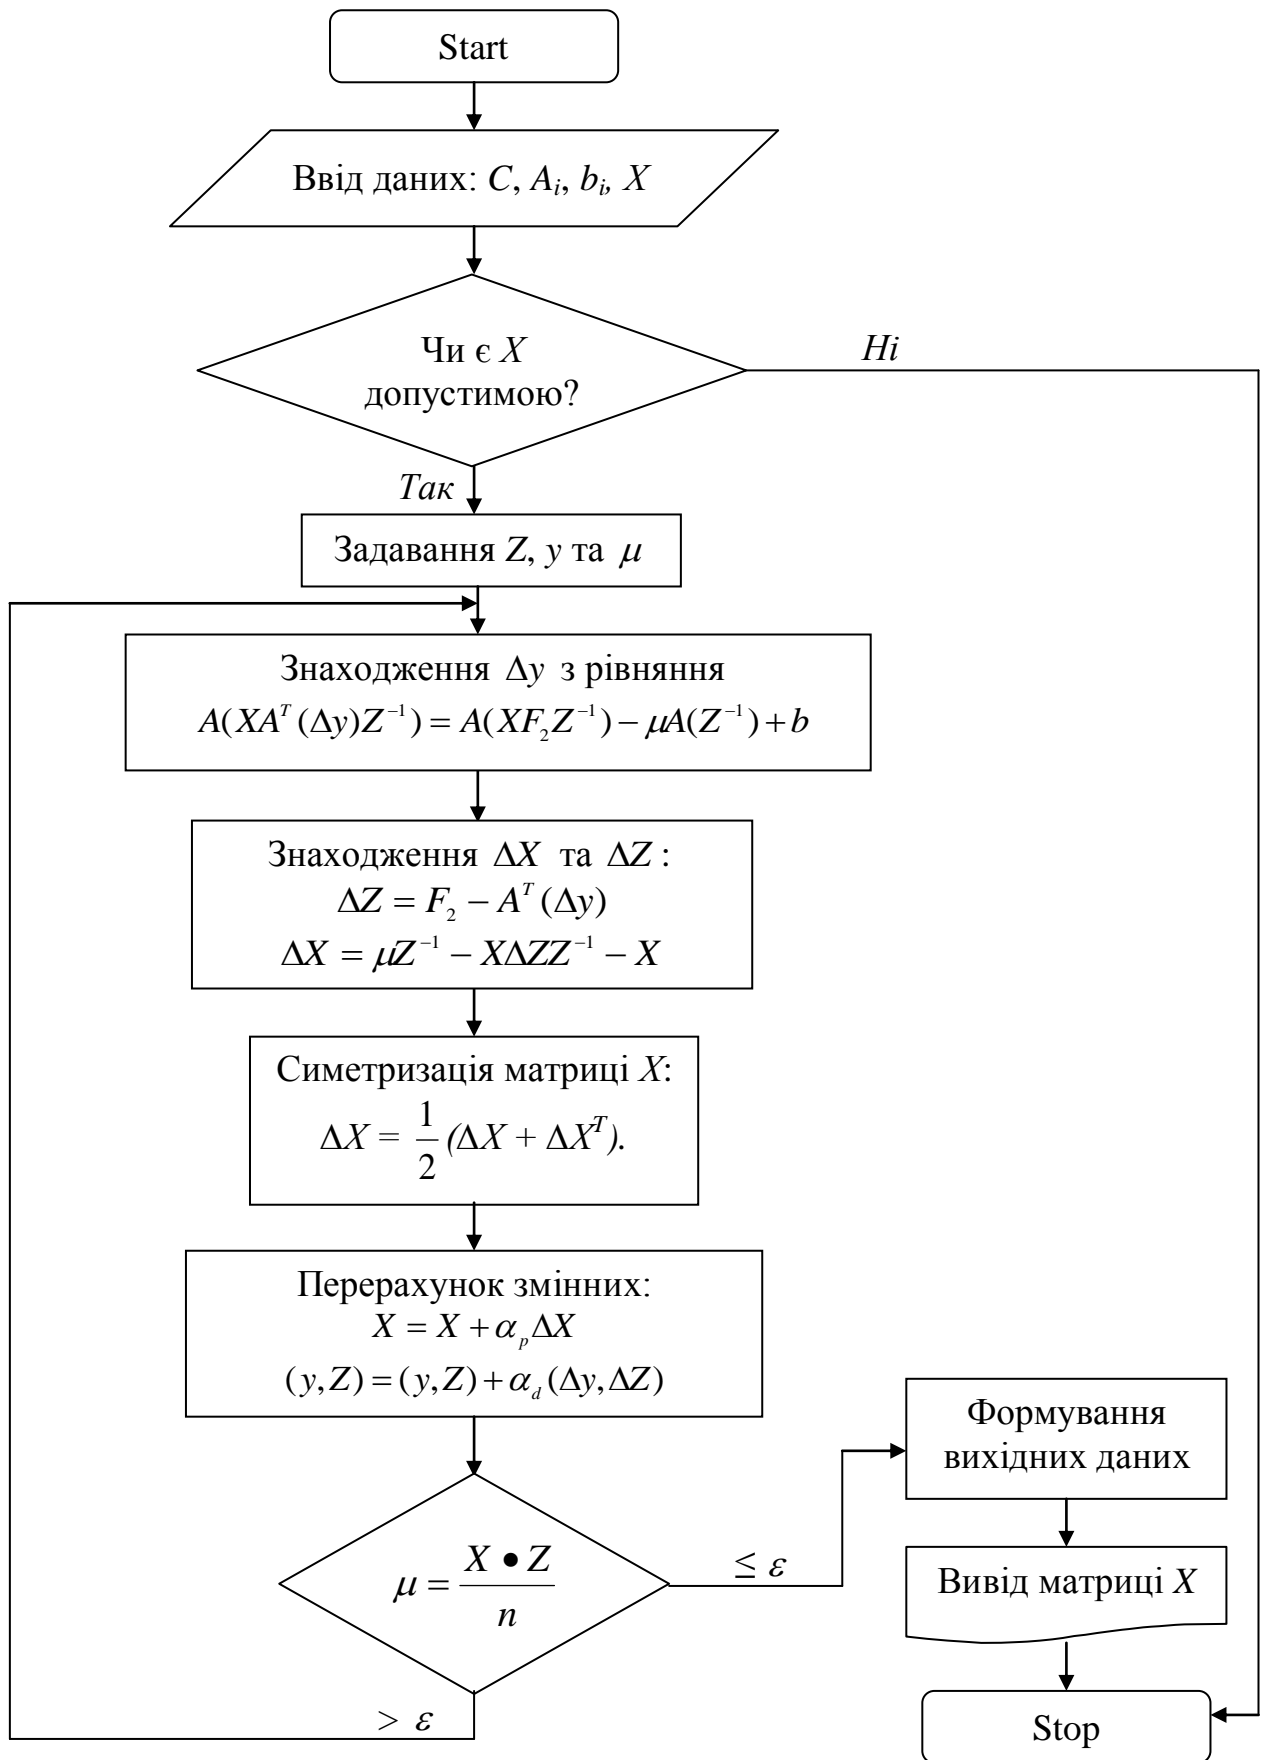 Start
Ввід даних: C, Aᵢ, bᵢ, X
Чи є X
допустимою?
Ні
Так
Задавання Z, y та μ
Знаходження Δy з рівняння
A(XAᵀ(Δy)Z⁻¹) = A(XF₂Z⁻¹) − μA(Z⁻¹) + b
Знаходження ΔX та ΔZ :
ΔZ = F₂ − Aᵀ(Δy)
ΔX = μZ⁻¹ − XΔZZ⁻¹ − X
Симетризація матриці X:
ΔX = 1/2 (ΔX + ΔXᵀ).
Перерахунок змінних:
X = X + αₚΔX
(y, Z) = (y, Z) + α_d(Δy, ΔZ)
μ = X • Z / n
≤ ε
> ε
Формування
вихідних даних
Вивід матриці X
Stop